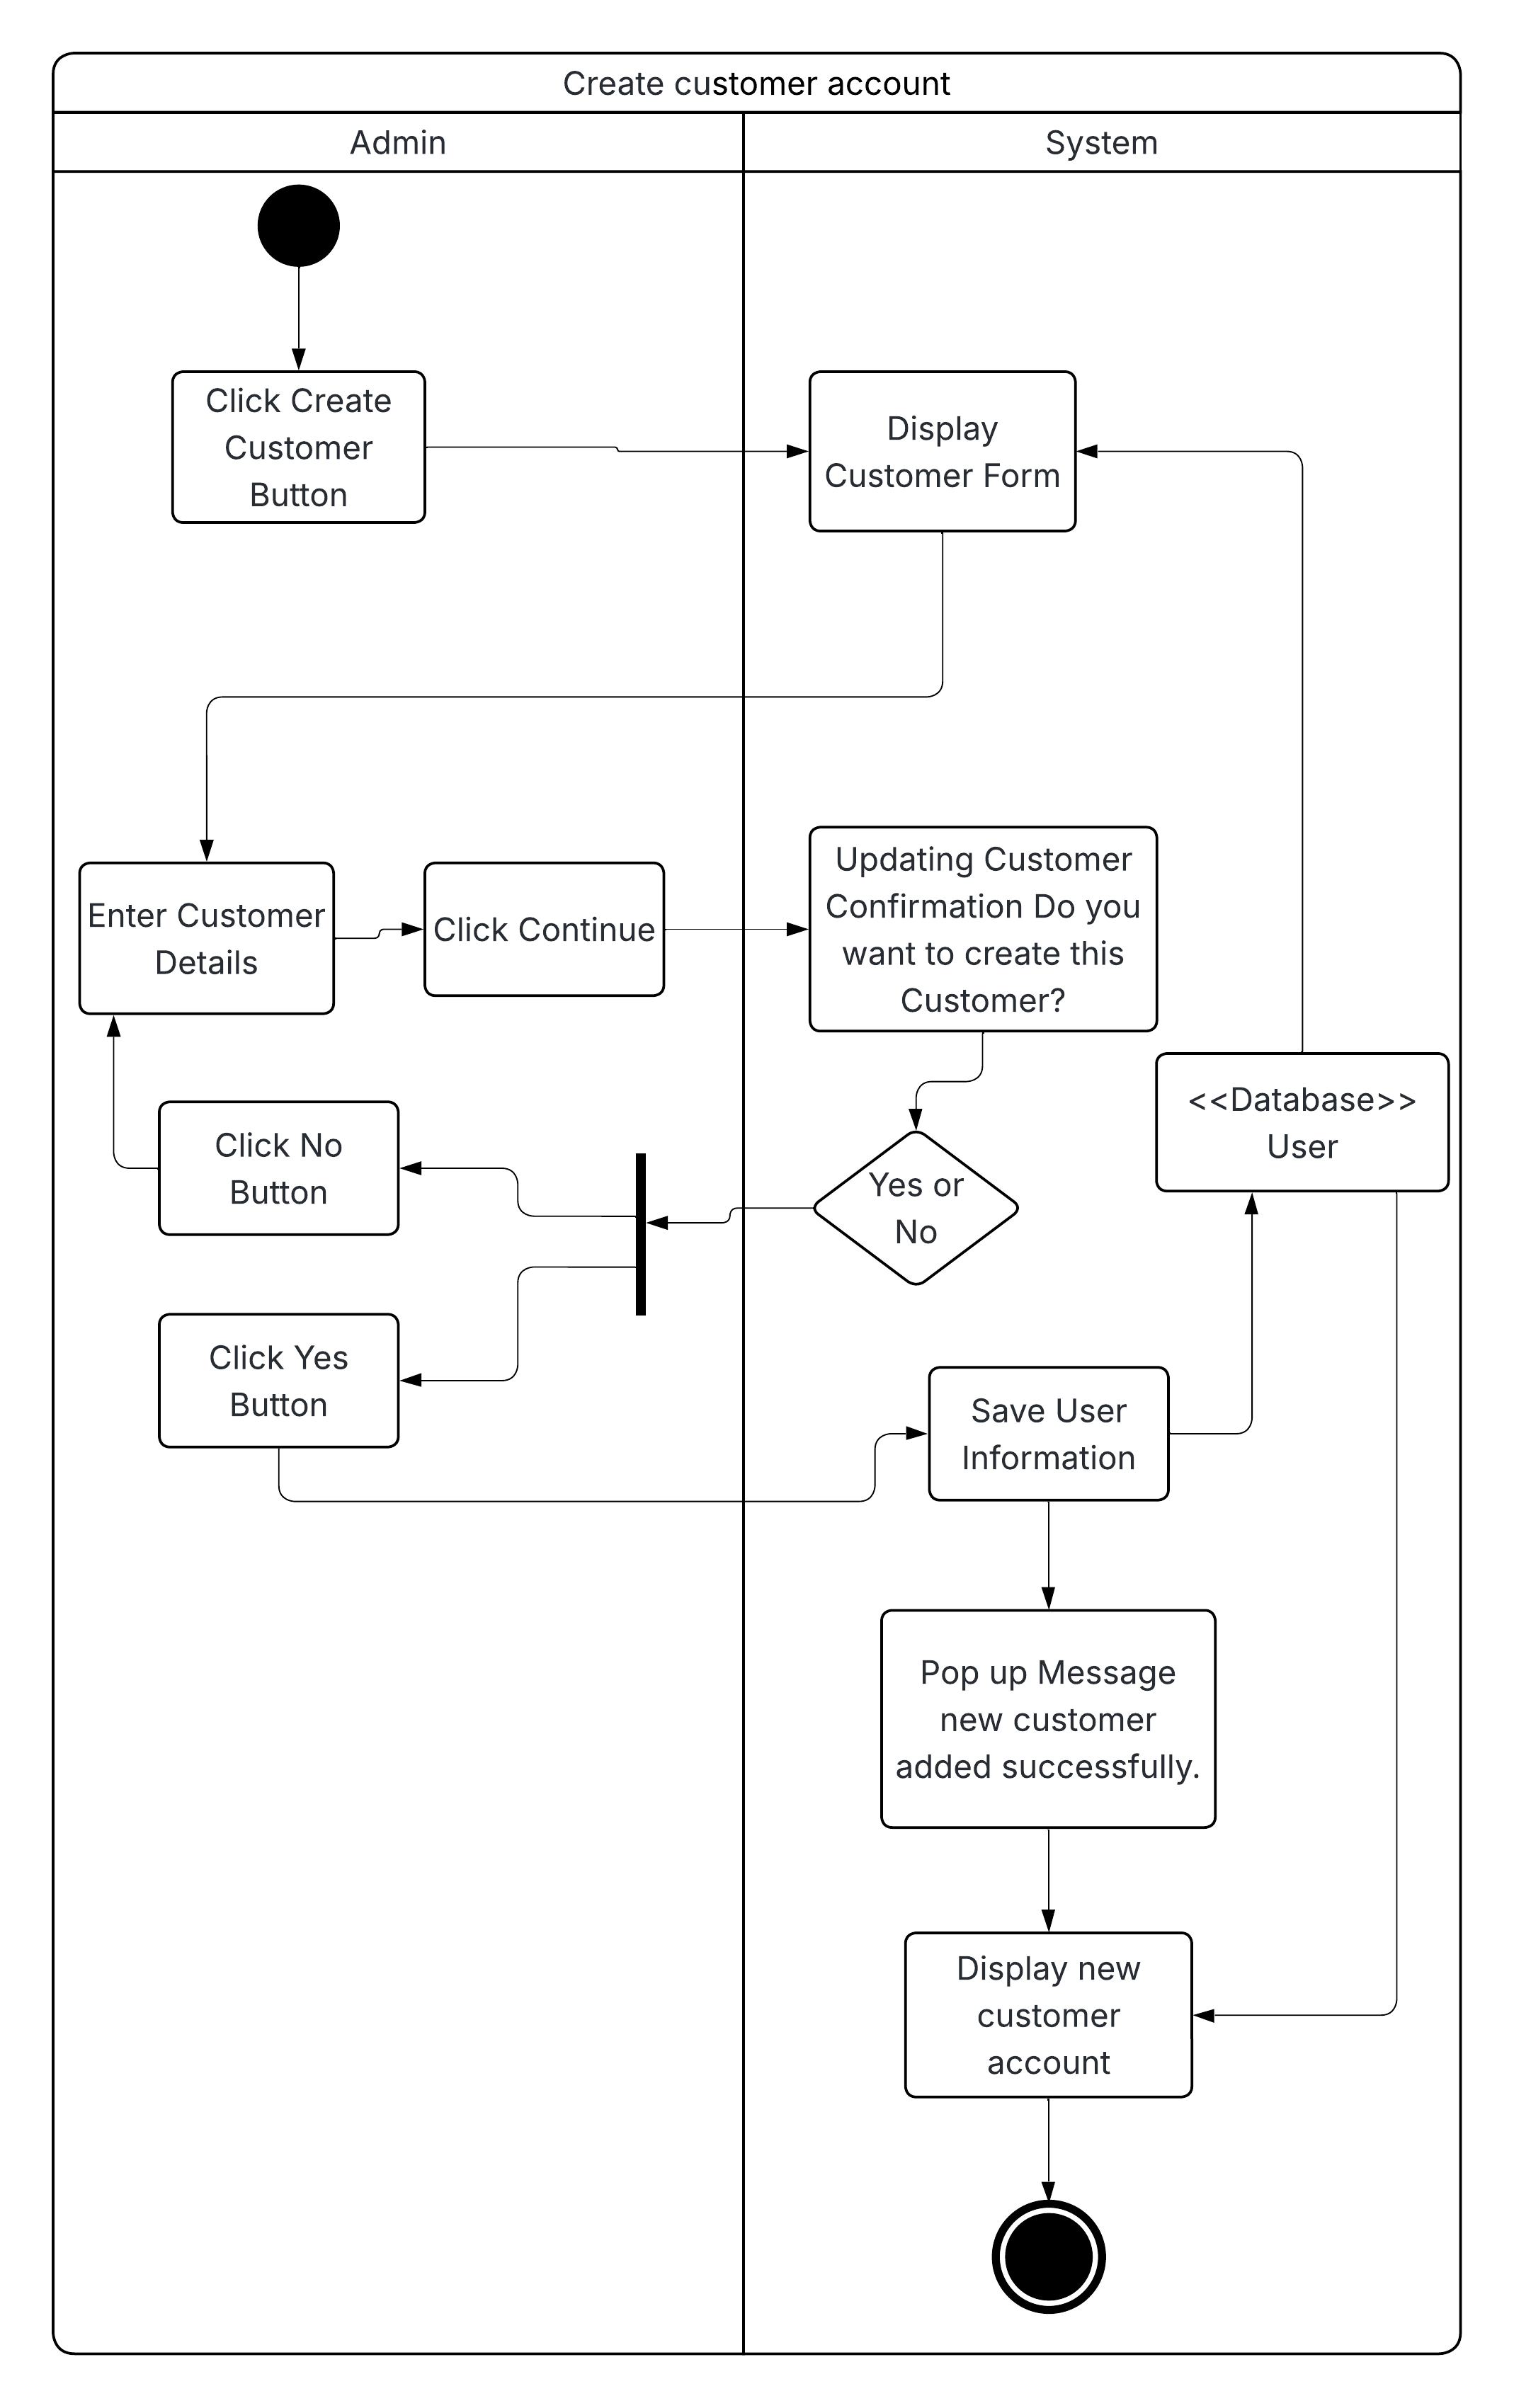 Create customer account
Admin
System
Click Create
Customer
Button
Display
Customer Form
Enter Customer
Details
Click Continue
Updating Customer
Confirmation Do you
want to create this
Customer?
<<Database>>
User
Click No
Button
Yes or
No
Click Yes
Button
Save User
Information
Pop up Message
new customer
added successfully.
Display new
customer
account